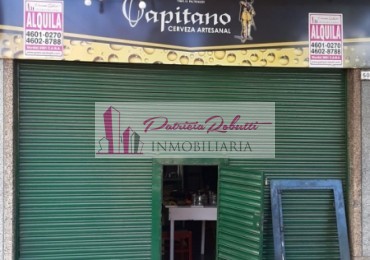 Capitano
CERVEZA ARTESANAL
ALQUILA
4601-0270
4602-8788
ALQUILA
4601-0270
4602-8788
Patricia Robutti
INMOBILIARIA